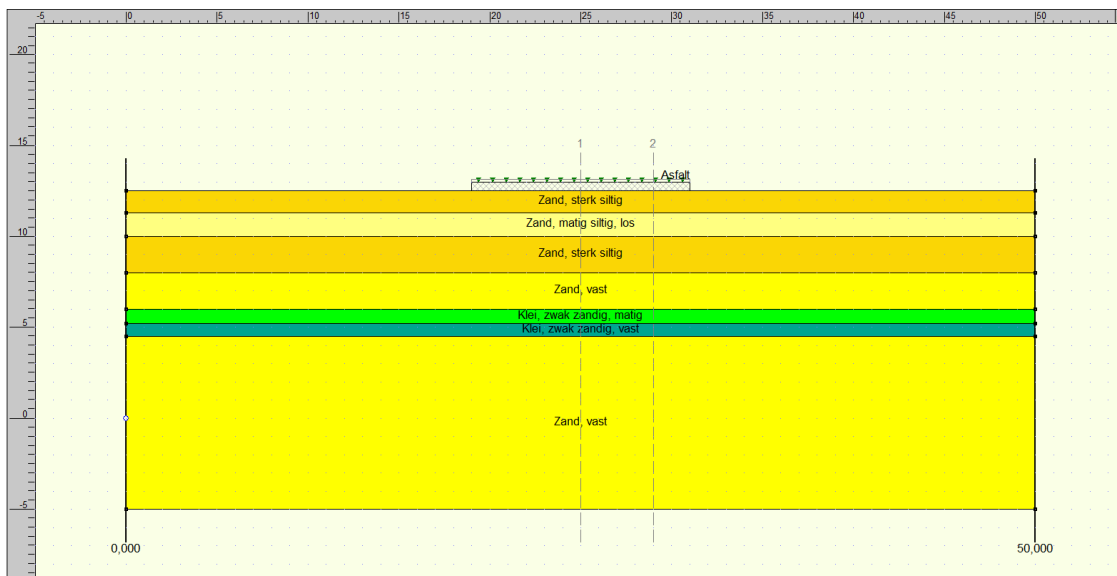 -5 0 5 10 15 20 25 30 35 40 45 50
20
15
1 2
Asfalt
Zand, sterk siltig
Zand, matig siltig, los
10
Zand, sterk siltig
Zand, vast
5
Klei, zwak zandig, matig
Klei, zwak zandig, vast
0
Zand, vast
-5
0,000 50,000